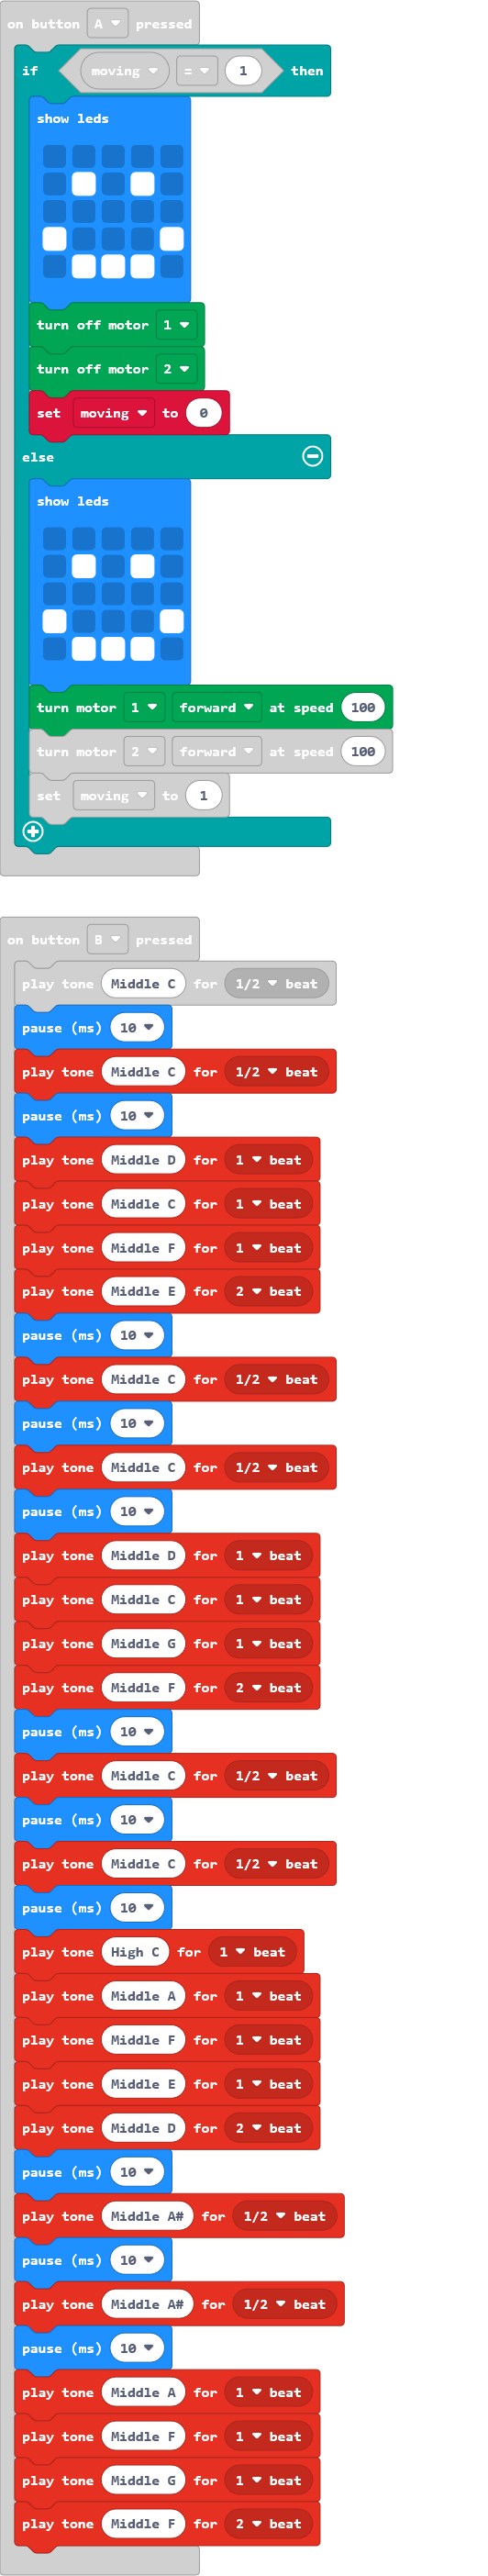 on button A pressed
if moving = 1 then
show leds
turn off motor 1
turn off motor 2
set moving to 0
else
show leds
turn motor 1 forward at speed 100
turn motor 2 forward at speed 100
set moving to 1
on button B pressed
play tone Middle C for 1/2 beat
pause (ms) 10
play tone Middle C for 1/2 beat
pause (ms) 10
play tone Middle D for 1 beat
play tone Middle C for 1 beat
play tone Middle F for 1 beat
play tone Middle E for 2 beat
pause (ms) 10
play tone Middle C for 1/2 beat
pause (ms) 10
play tone Middle C for 1/2 beat
pause (ms) 10
play tone Middle D for 1 beat
play tone Middle C for 1 beat
play tone Middle G for 1 beat
play tone Middle F for 2 beat
pause (ms) 10
play tone Middle C for 1/2 beat
pause (ms) 10
play tone Middle C for 1/2 beat
pause (ms) 10
play tone High C for 1 beat
play tone Middle A for 1 beat
play tone Middle F for 1 beat
play tone Middle E for 1 beat
play tone Middle D for 2 beat
pause (ms) 10
play tone Middle A# for 1/2 beat
pause (ms) 10
play tone Middle A# for 1/2 beat
pause (ms) 10
play tone Middle A for 1 beat
play tone Middle F for 1 beat
play tone Middle G for 1 beat
play tone Middle F for 2 beat